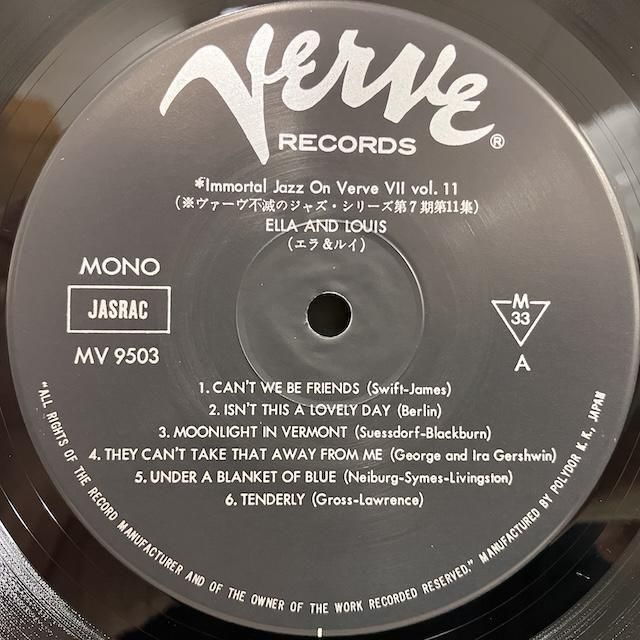 Verve®
RECORDS
*Immortal Jazz On Verve VII vol. 11
(※ヴァーヴ不滅のジャズ・シリーズ第7期第11集)
ELLA AND LOUIS
(エラ&ルイ)
MONO
JASRAC
MV 9503
M
33
A
1. CAN'T WE BE FRIENDS (Swift-James)
2. ISN'T THIS A LOVELY DAY (Berlin)
3. MOONLIGHT IN VERMONT (Suessdorf-Blackburn)
4. THEY CAN'T TAKE THAT AWAY FROM ME (George and Ira Gershwin)
5. UNDER A BLANKET OF BLUE (Neiburg-Symes-Livingston)
6. TENDERLY (Gross-Lawrence)
"ALL RIGHTS OF THE RECORD MANUFACTURER AND OF THE OWNER OF THE WORK RECORDED RESERVED." MANUFACTURED BY POLYDOR K. K., JAPAN